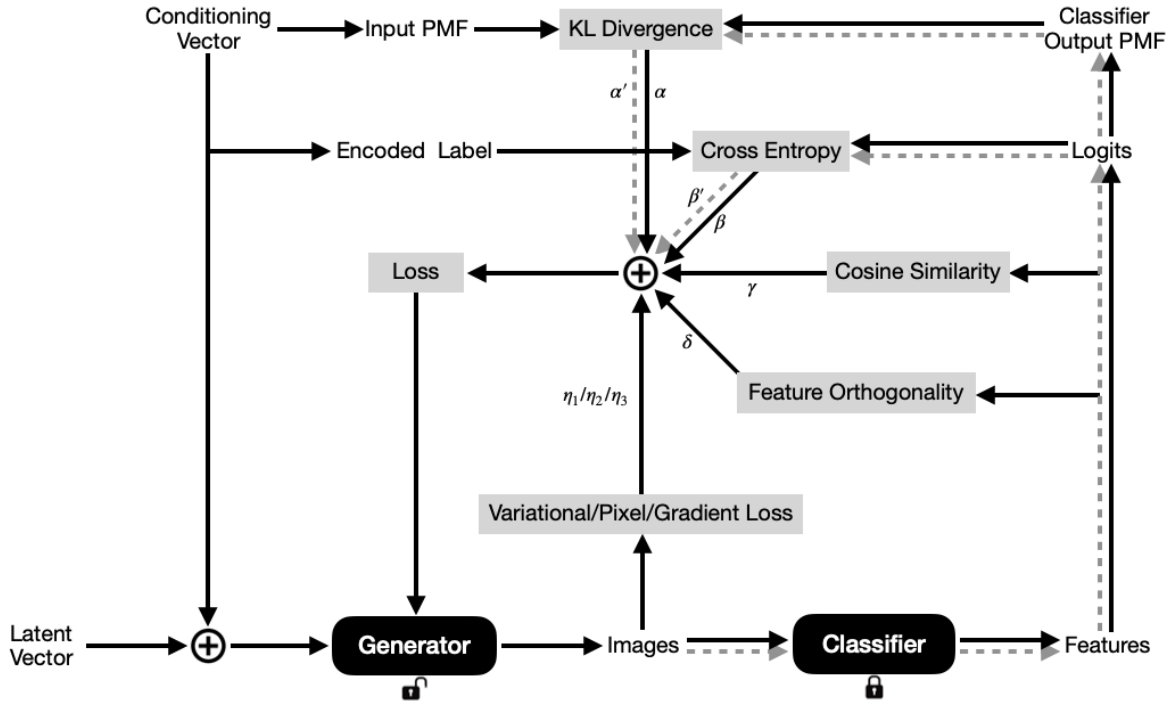 Conditioning
Vector
Input PMF
KL Divergence
Classifier
Output PMF
α′
α
Encoded Label
Cross Entropy
Logits
β′
β
Loss
γ
Cosine Similarity
δ
η₁/η₂/η₃
Feature Orthogonality
Variational/Pixel/Gradient Loss
Latent
Vector
Generator
Images
Classifier
Features